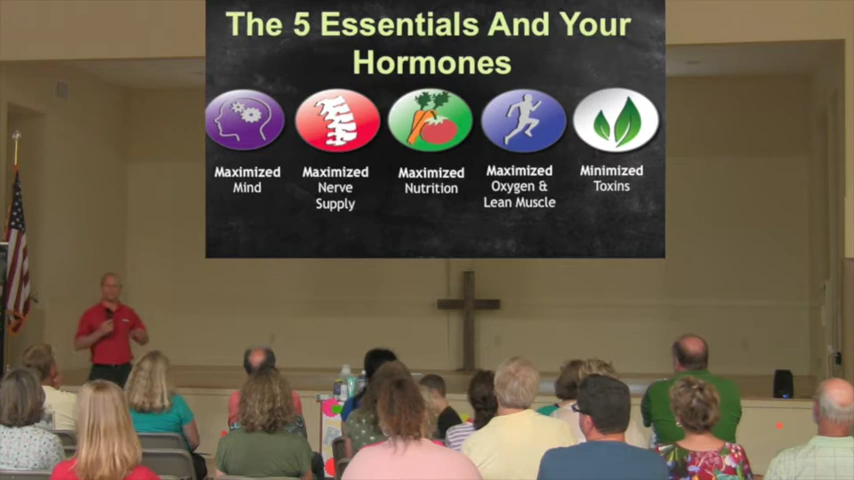 The 5 Essentials And Your
Hormones
Maximized
Mind
Maximized
Nerve
Supply
Maximized
Nutrition
Maximized
Oxygen &
Lean Muscle
Minimized
Toxins